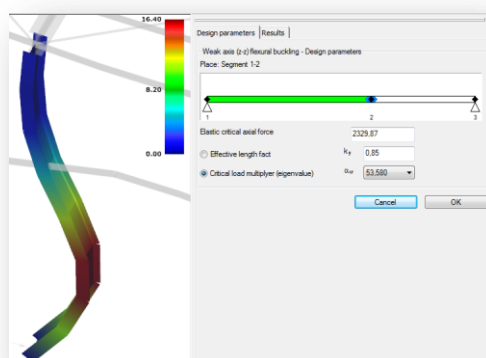 16.40
8.20
0.00
Design parameters
Results
Weak axis (z-z) flexural buckling - Design parameters
Place: Segment 1-2
1 2 3
Elastic critical axial force 2329,87
Effective length fact kz 0,85
Critical load multiplyer (eigenvalue) αcr 53.580
Cancel OK